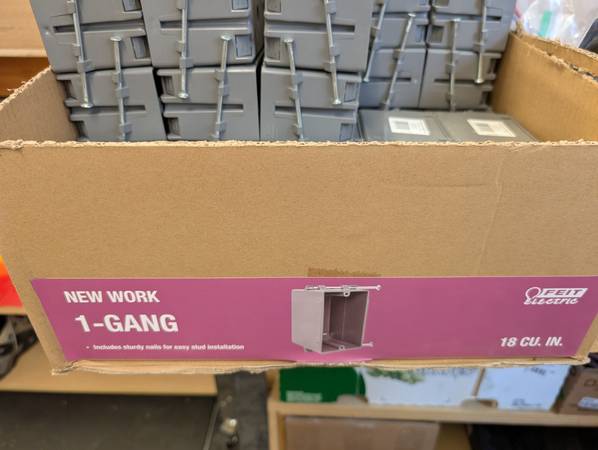 NEW WORK
1-GANG
• Includes sturdy nails for easy stud installation
FEIT
electric
18 CU. IN.